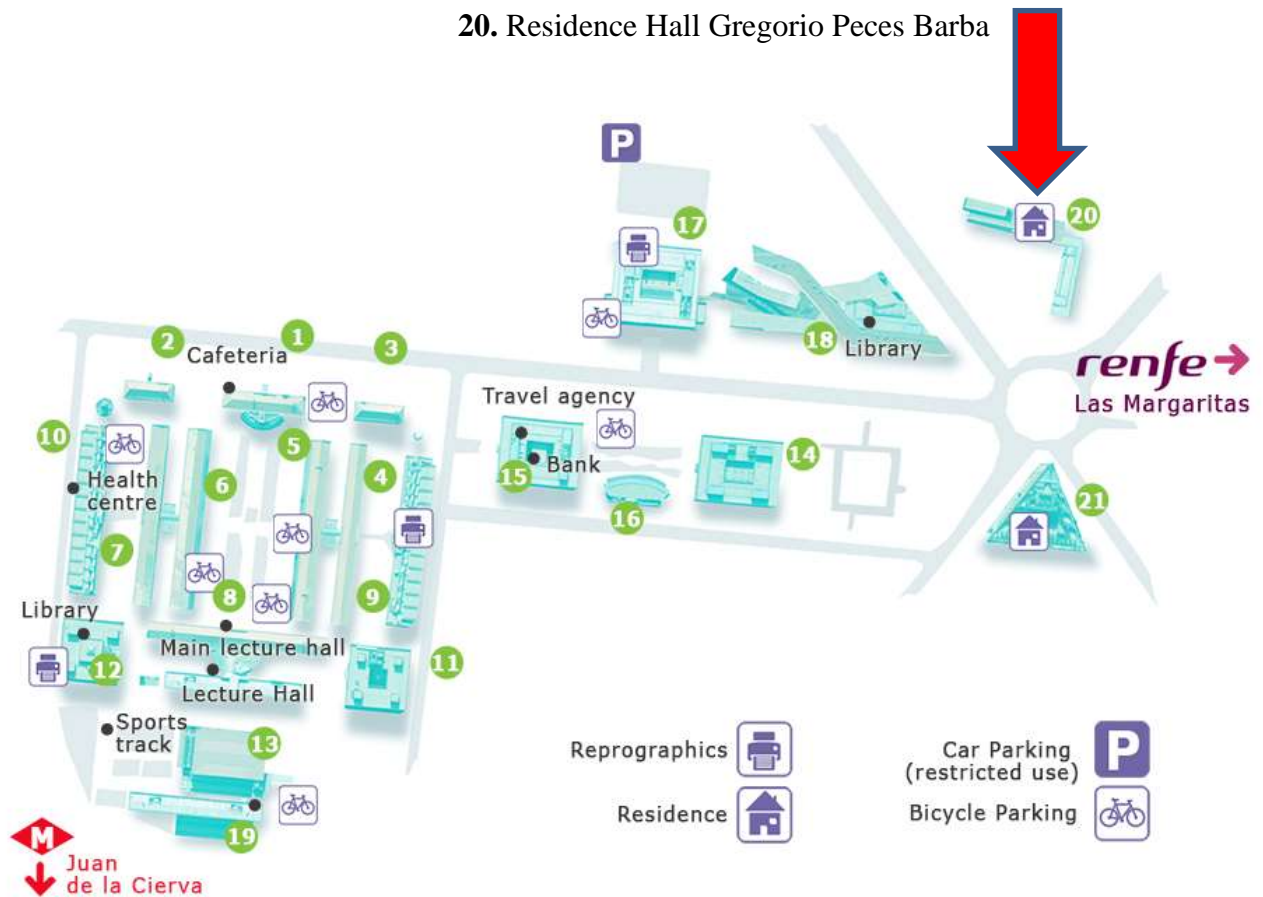 20. Residence Hall Gregorio Peces Barba
P
17
20
2
1
3
Cafeteria
18
Library
renfe
Las Margaritas
Travel agency
10
5
Bank
15
14
6
4
Health
centre
16
21
7
8
9
Library
Main lecture hall
12
11
Lecture Hall
Sports
track
13
Reprographics
Car Parking
(restricted use)
P
Residence
Bicycle Parking
19
M
Juan
de la Cierva